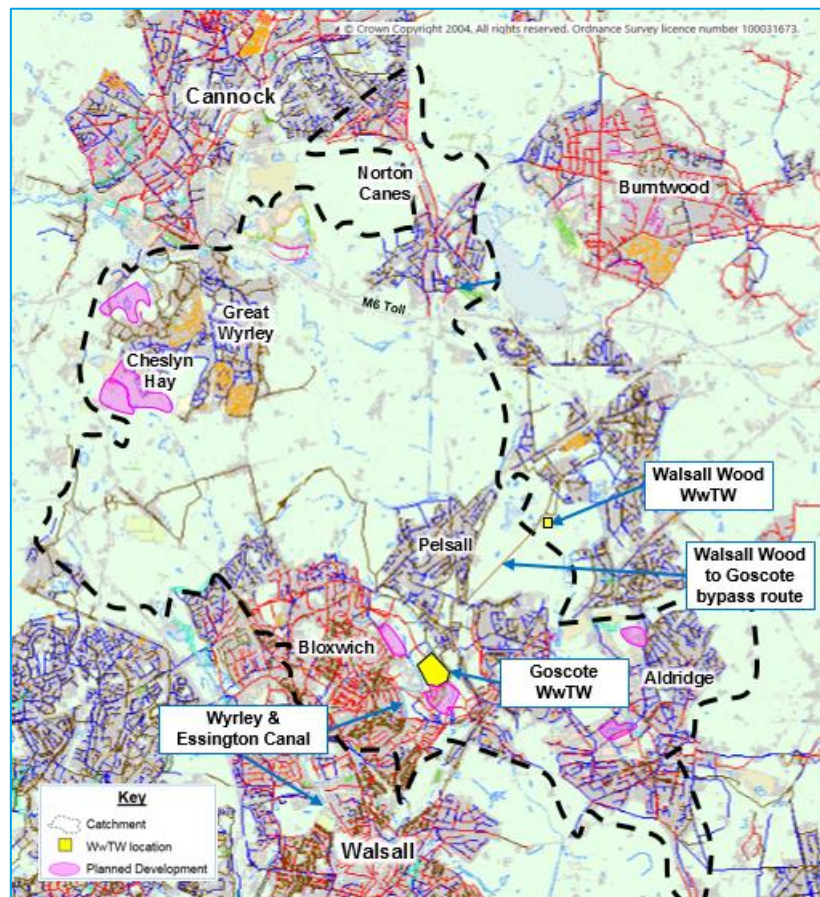 © Crown Copyright 2004. All rights reserved. Ordnance Survey licence number 100031673.
Cannock
Norton
Canes
Burntwood
M6 Toll
Great
Wyrley
Cheslyn
Hay
Walsall Wood
WwTW
Pelsall
Walsall Wood
to Goscote
bypass route
Bloxwich
Goscote
WwTW
Aldridge
Wyrley &
Essington Canal
Key
Catchment
WwTW location
Planned Development
Walsall